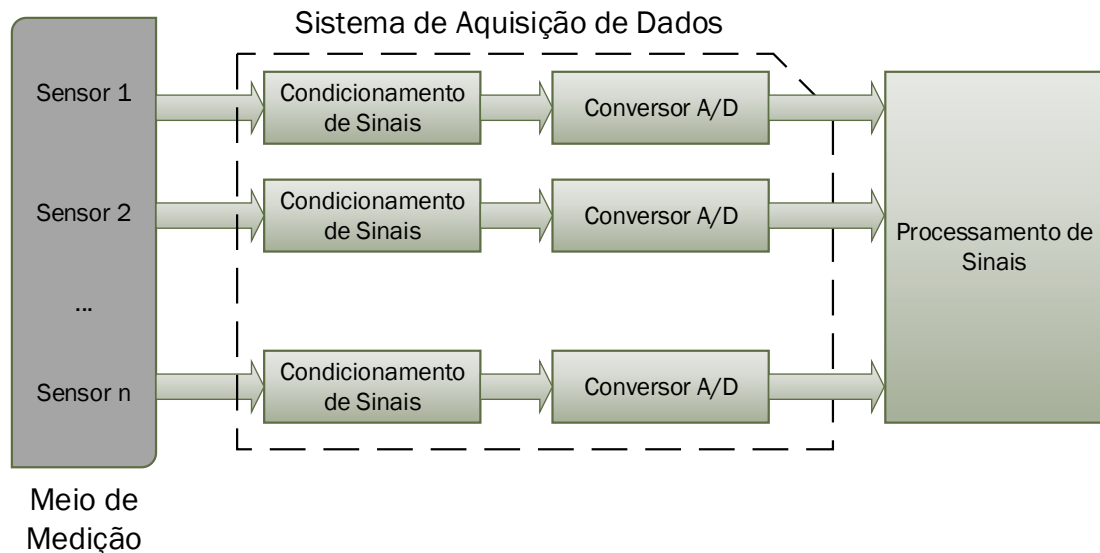 Sistema de Aquisição de Dados
Sensor 1
Condicionamento
de Sinais
Conversor A/D
Sensor 2
Condicionamento
de Sinais
Conversor A/D
Processamento de
Sinais
...
Sensor n
Condicionamento
de Sinais
Conversor A/D
Meio de
Medição